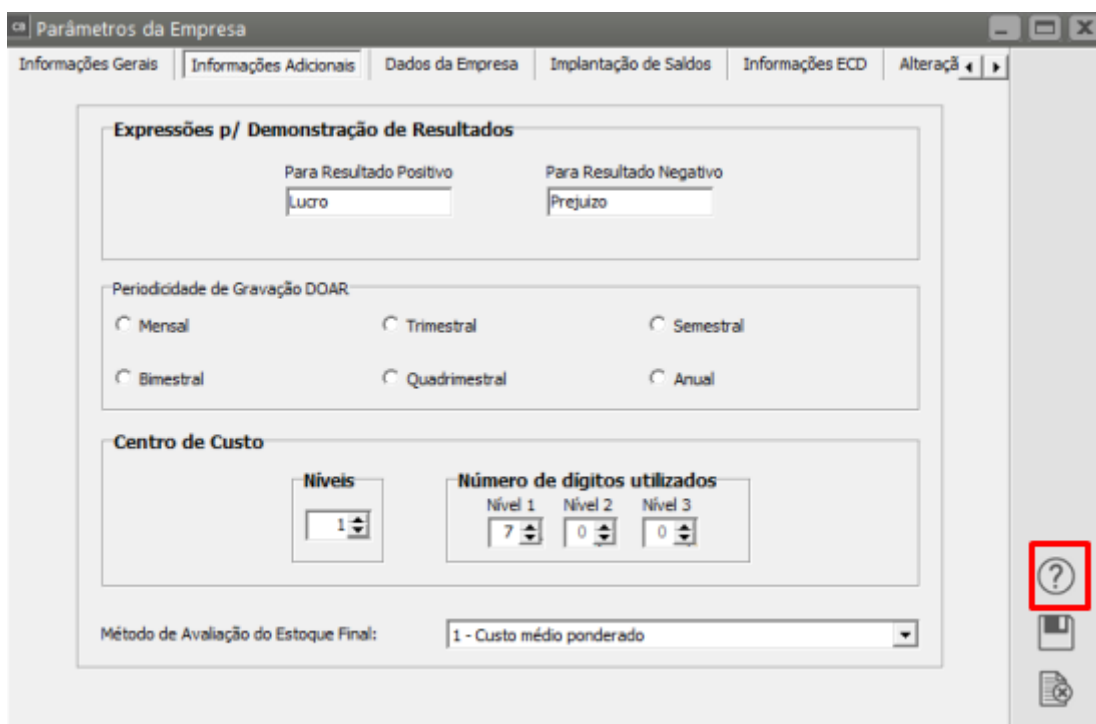 CB Parâmetros da Empresa
Informações Gerais Informações Adicionais Dados da Empresa Implantação de Saldos Informações ECD Alteraçã
Expressões p/ Demonstração de Resultados
Para Resultado Positivo Para Resultado Negativo
Lucro Prejuizo
Periodicidade de Gravação DOAR
Mensal Trimestral Semestral
Bimestral Quadrimestral Anual
Centro de Custo
Níveis Número de dígitos utilizados
Nível 1 Nível 2 Nível 3
1 7 0 0
?
Método de Avaliação do Estoque Final: 1 - Custo médio ponderado